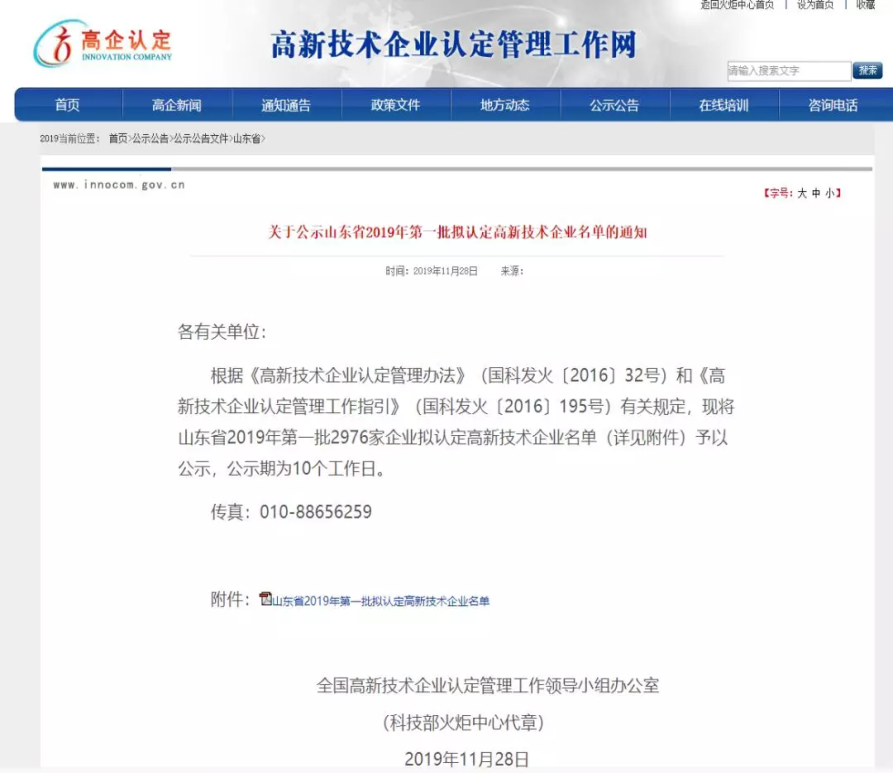 返回火炬中心首页 | 设为首页 | 收藏
高企认定
INNOVATION COMPANY
高新技术企业认定管理工作网
请输入搜索文字 搜索
首页 高企新闻 通知通告 政策文件 地方动态 公示公告 在线培训 咨询电话
2019当前位置: 首页>公示公告>公示公告文件>山东省>
www.innocom.gov.cn
【字号: 大 中 小】
关于公示山东省2019年第一批拟认定高新技术企业名单的通知
时间: 2019年11月28日 来源:
各有关单位:
根据《高新技术企业认定管理办法》（国科发火〔2016〕32号）和《高
新技术企业认定管理工作指引》（国科发火〔2016〕195号）有关规定，现将
山东省2019年第一批2976家企业拟认定高新技术企业名单（详见附件）予以
公示，公示期为10个工作日。
传真：010-88656259
附件：山东省2019年第一批拟认定高新技术企业名单
全国高新技术企业认定管理工作领导小组办公室
（科技部火炬中心代章）
2019年11月28日